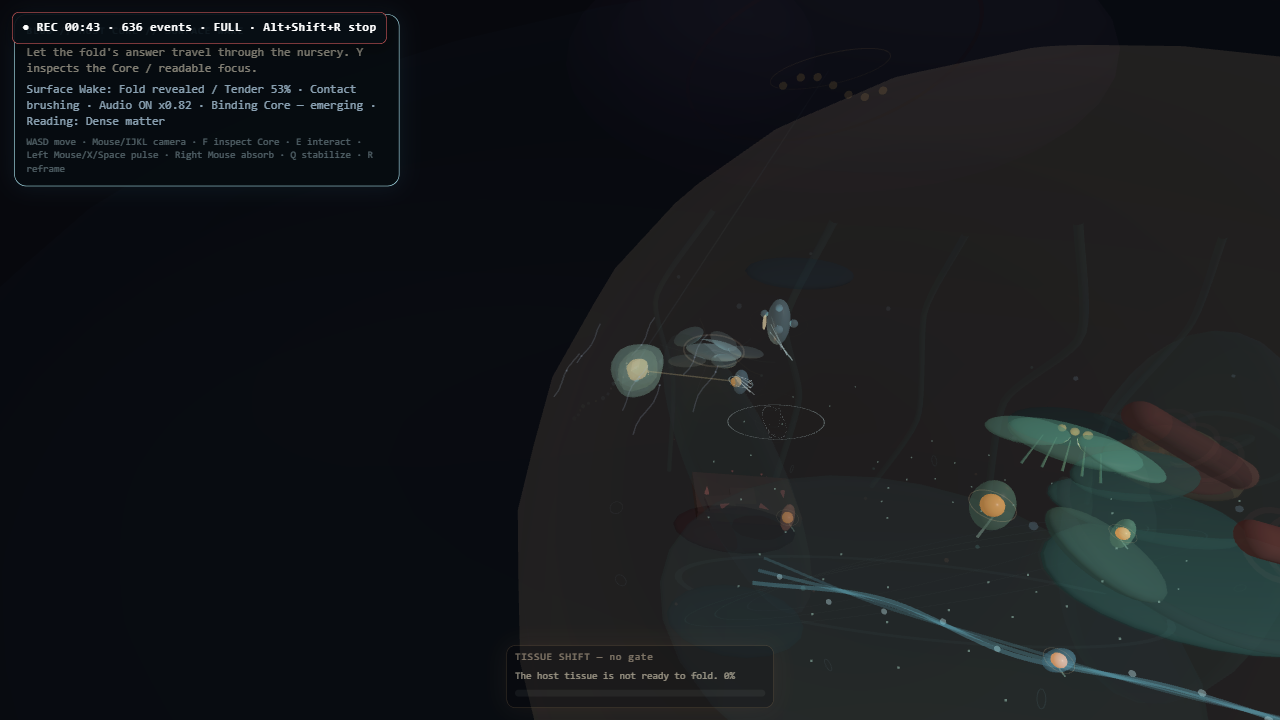 ● REC 00:43 · 636 events · FULL · Alt+Shift+R stop
Let the fold's answer travel through the nursery. Y
inspects the Core / readable focus.
Surface Wake: Fold revealed / Tender 53% · Contact
brushing · Audio ON x0.82 · Binding Core — emerging ·
Reading: Dense matter
WASD move · Mouse/IJKL camera · F inspect Core · E interact ·
Left Mouse/X/Space pulse · Right Mouse absorb · Q stabilize · R
reframe
TISSUE SHIFT — no gate
The host tissue is not ready to fold. 0%